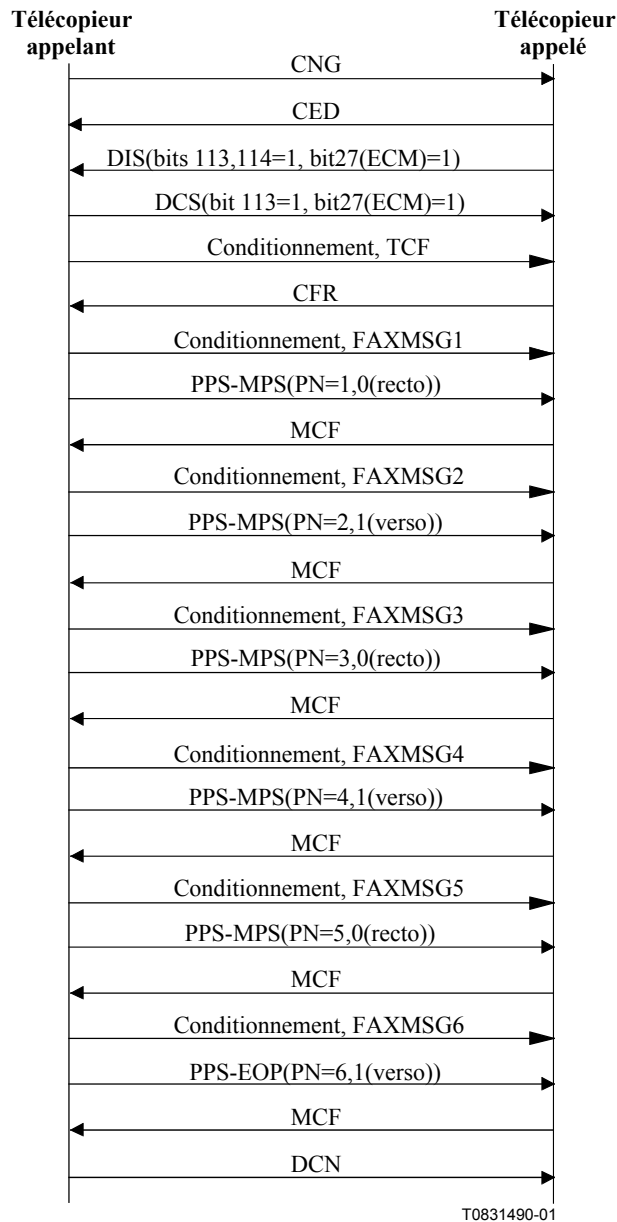 Télécopieur
appelant
Télécopieur
appelé
CNG
CED
DIS(bits 113,114=1, bit27(ECM)=1)
DCS(bit 113=1, bit27(ECM)=1)
Conditionnement, TCF
CFR
Conditionnement, FAXMSG1
PPS-MPS(PN=1,0(recto))
MCF
Conditionnement, FAXMSG2
PPS-MPS(PN=2,1(verso))
MCF
Conditionnement, FAXMSG3
PPS-MPS(PN=3,0(recto))
MCF
Conditionnement, FAXMSG4
PPS-MPS(PN=4,1(verso))
MCF
Conditionnement, FAXMSG5
PPS-MPS(PN=5,0(recto))
MCF
Conditionnement, FAXMSG6
PPS-EOP(PN=6,1(verso))
MCF
DCN
T0831490-01